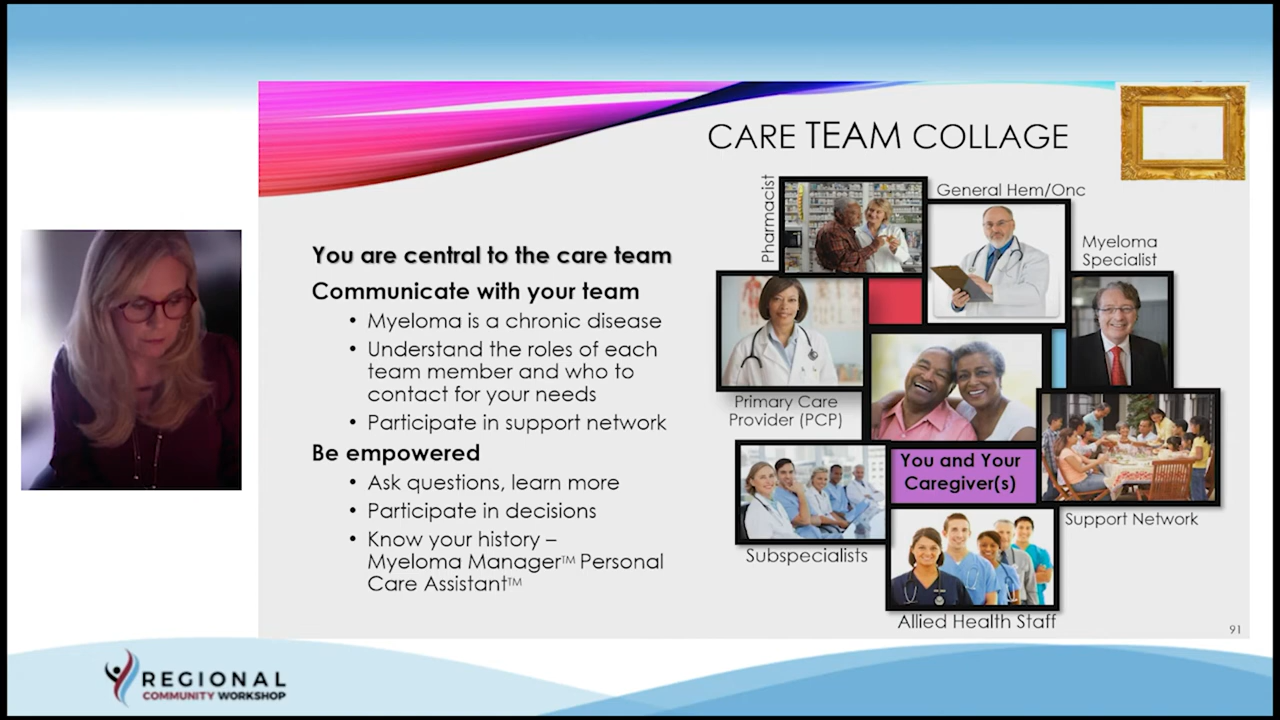 CARE TEAM COLLAGE
You are central to the care team
Communicate with your team
• Myeloma is a chronic disease
• Understand the roles of each
team member and who to
contact for your needs
• Participate in support network
Be empowered
• Ask questions, learn more
• Participate in decisions
• Know your history –
Myeloma Manager™ Personal
Care Assistant™
Pharmacist
General Hem/Onc
Myeloma
Specialist
Primary Care
Provider (PCP)
You and Your
Caregiver(s)
Support Network
Subspecialists
Allied Health Staff
91
REGIONAL
COMMUNITY WORKSHOP